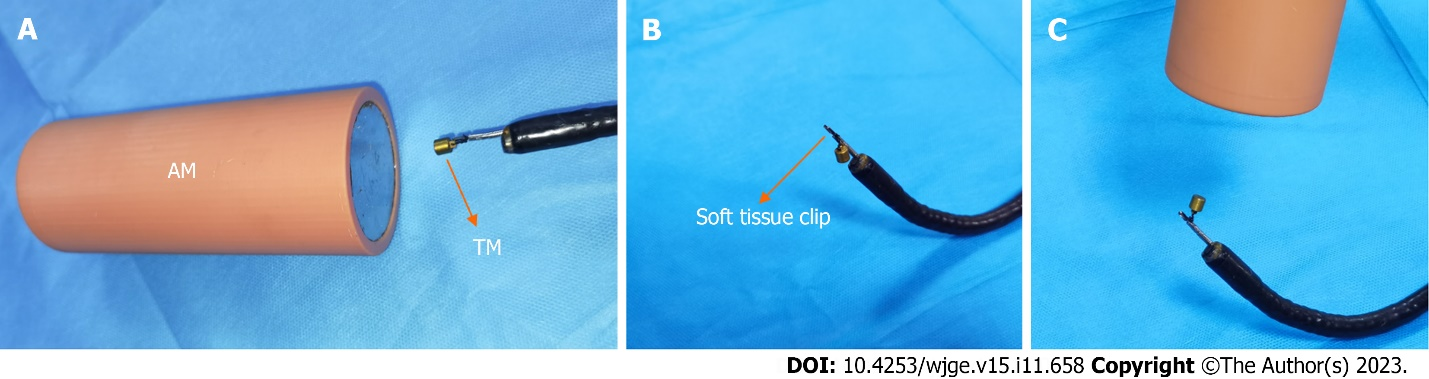 A
AM
TM
B
Soft tissue clip
C
DOI: 10.4253/wjge.v15.i11.658 Copyright ©The Author(s) 2023.